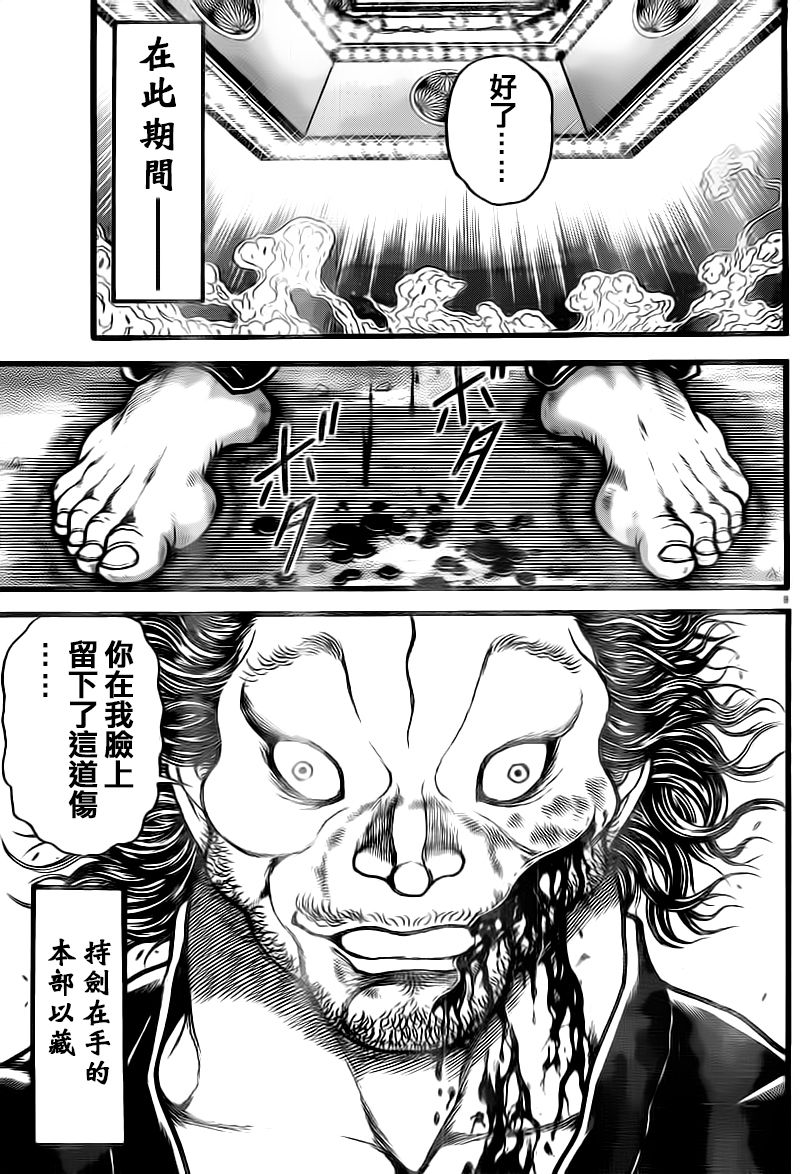 好了……
在此期間——
ボタ
ボタ
你在我臉上
留下了這道傷
……
持劍在手的
本部以藏